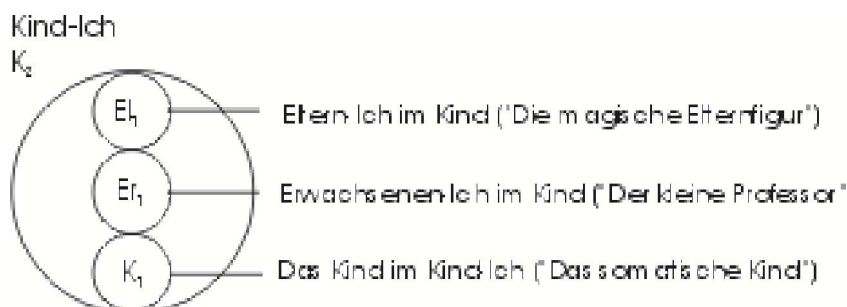 Kind-Ich
K₂
El₁ Eltern-Ich im Kind ("Die magische Elternfigur")
Er₁ Erwachsenen-Ich im Kind ("Der kleine Professor"
K₁ Das Kind im Kind-Ich ("Das somatische Kind")